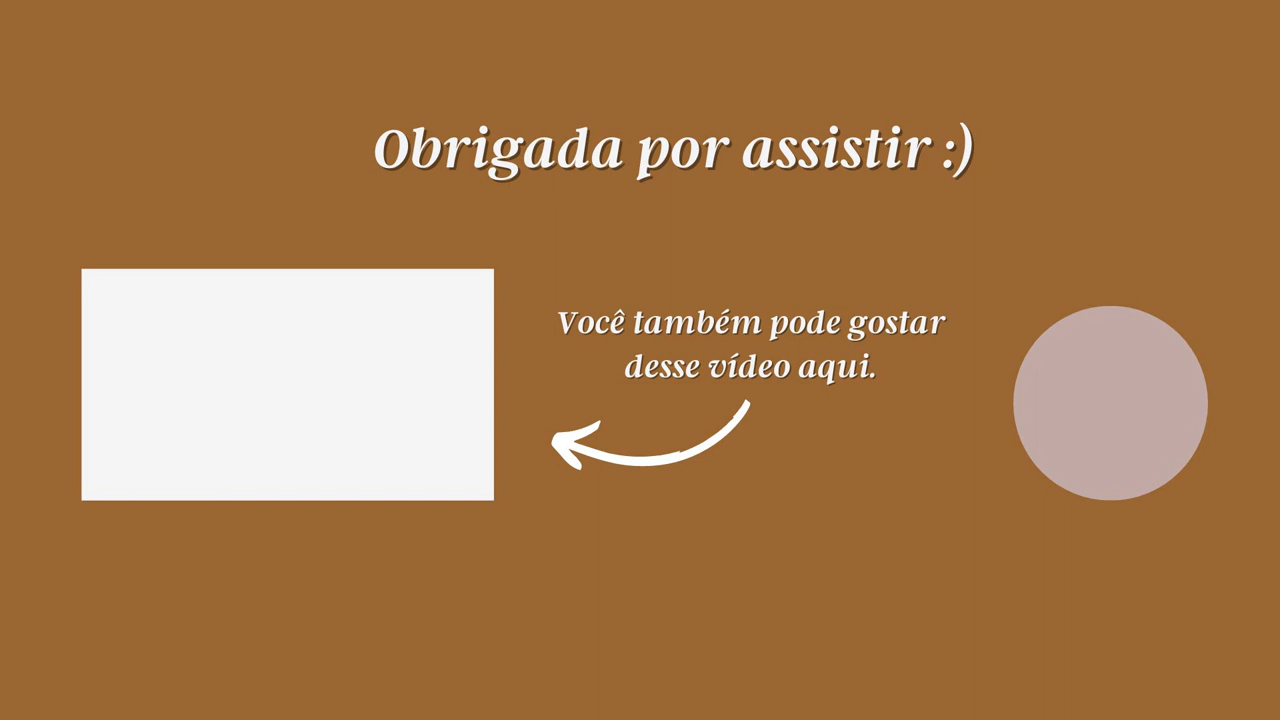 Obrigada por assistir :)
Você também pode gostar
desse vídeo aqui.